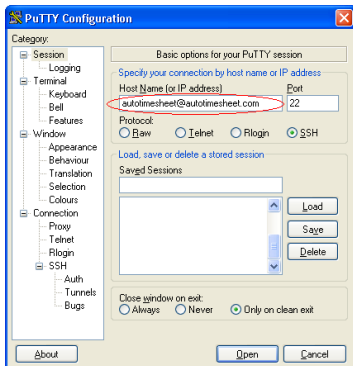 PuTTY Configuration
Category:
Session
Logging
Terminal
Keyboard
Bell
Features
Window
Appearance
Behaviour
Translation
Selection
Colours
Connection
Proxy
Telnet
Rlogin
SSH
Auth
Tunnels
Bugs
Basic options for your PuTTY session
Specify your connection by host name or IP address
Host Name (or IP address) Port
autotimesheet@autotimesheet.com 22
Protocol:
Raw Telnet Rlogin SSH
Load, save or delete a stored session
Saved Sessions
Load
Save
Delete
Close window on exit:
Always Never Only on clean exit
About Open Cancel